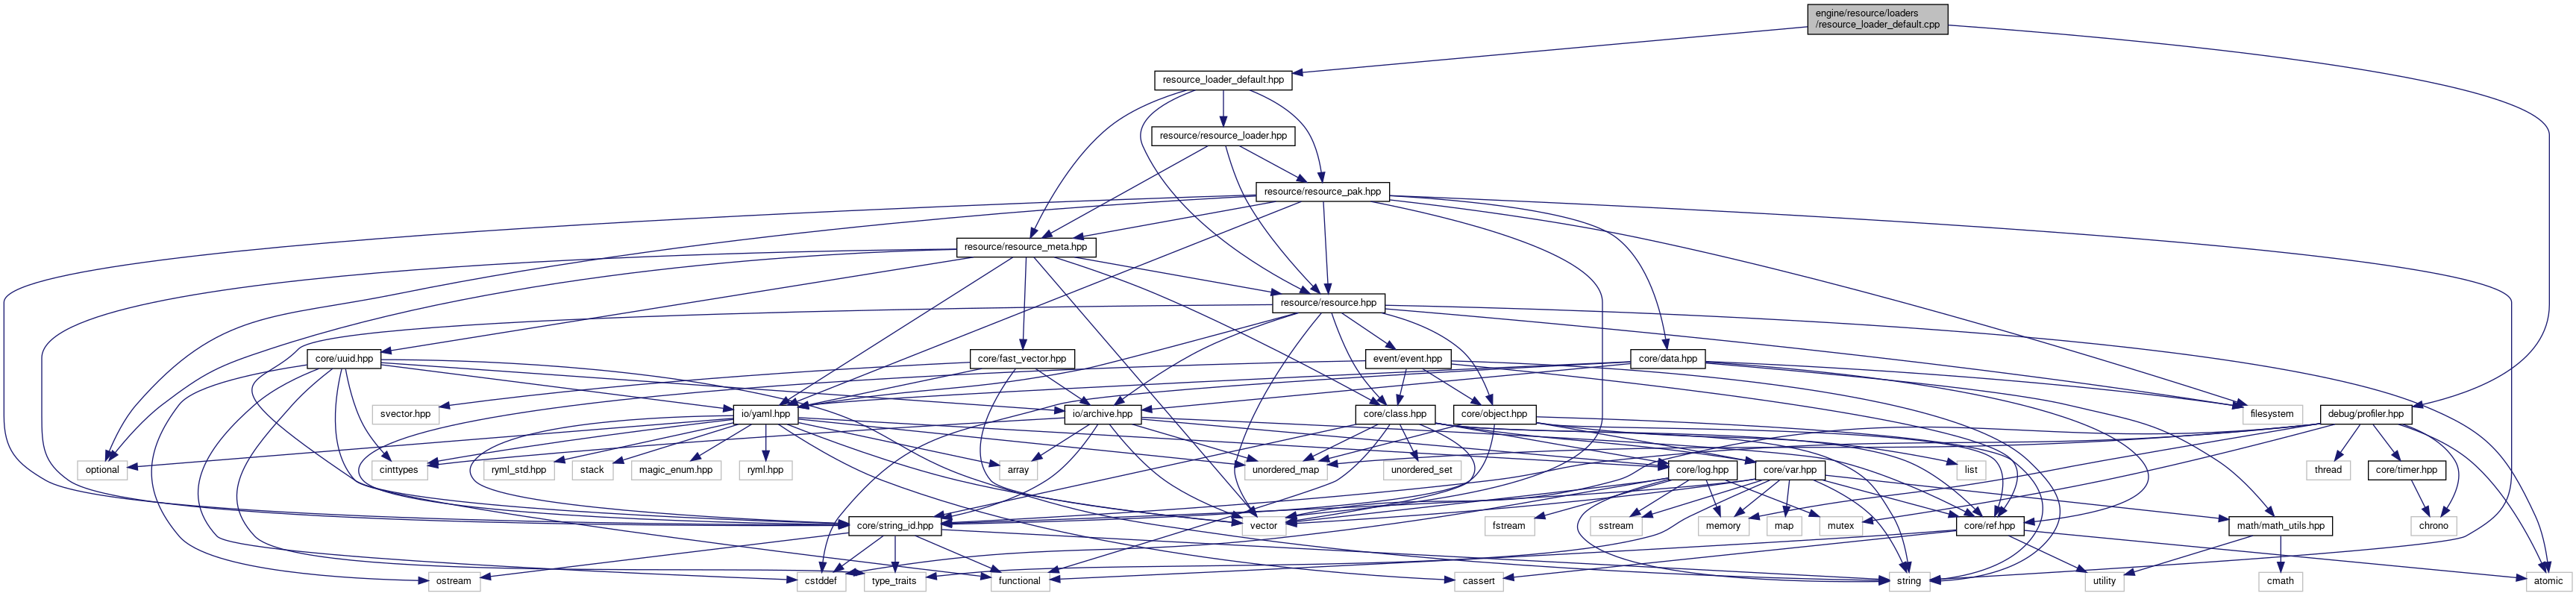 engine/resource/loaders
/resource_loader_default.cpp
resource_loader_default.hpp
resource/resource_loader.hpp
resource/resource_pak.hpp
resource/resource_meta.hpp
resource/resource.hpp
core/uuid.hpp
core/fast_vector.hpp
event/event.hpp
core/data.hpp
svector.hpp
io/yaml.hpp
io/archive.hpp
core/class.hpp
core/object.hpp
filesystem
debug/profiler.hpp
optional
cinttypes
ryml_std.hpp
stack
magic_enum.hpp
ryml.hpp
array
unordered_map
unordered_set
core/log.hpp
core/var.hpp
list
thread
core/timer.hpp
core/string_id.hpp
vector
fstream
sstream
memory
map
mutex
core/ref.hpp
math/math_utils.hpp
chrono
ostream
cstddef
type_traits
functional
cassert
string
utility
cmath
atomic